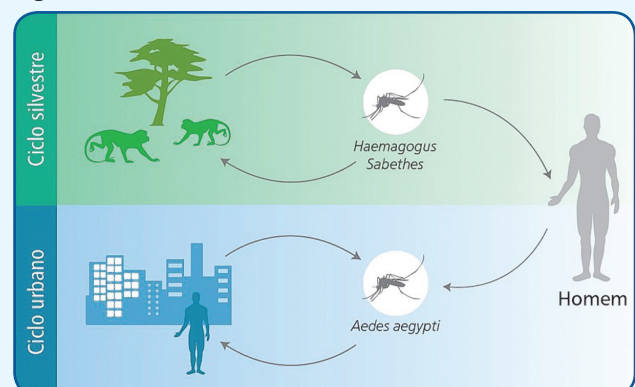 Ciclo silvestre
Haemagogus
Sabethes
Homem
Ciclo urbano
Aedes aegypti